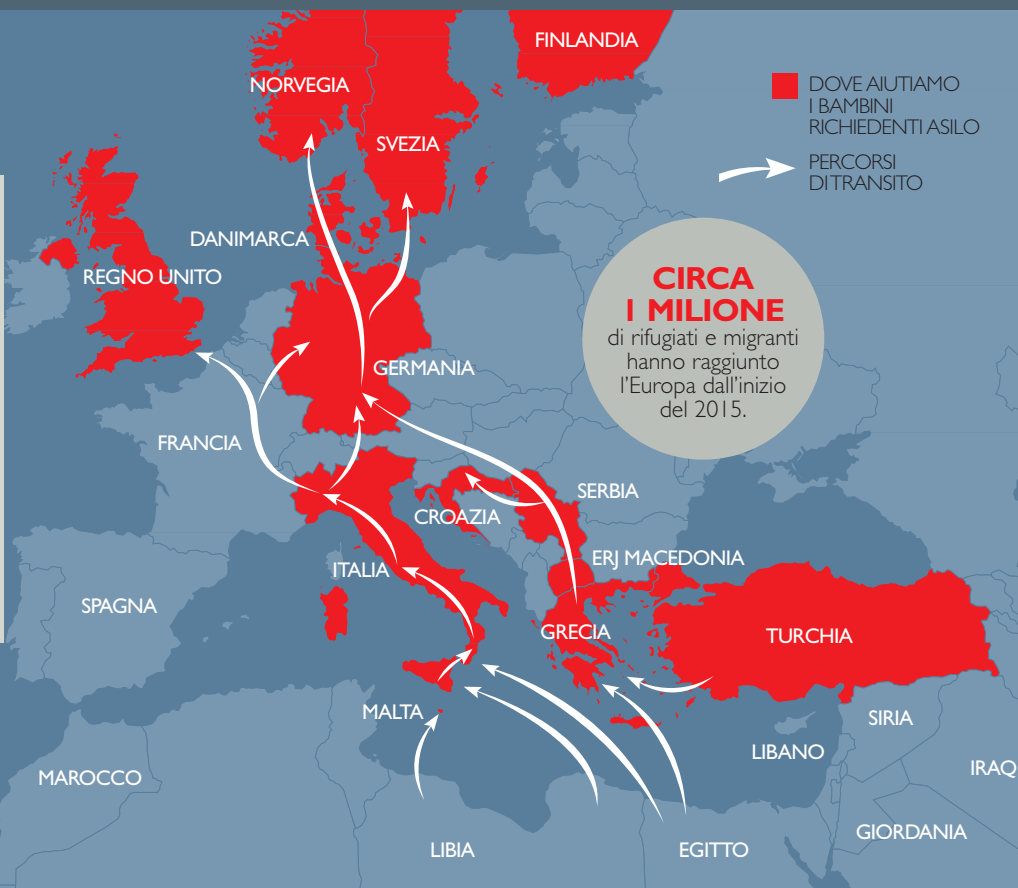 FINLANDIA
NORVEGIA
SVEZIA
DOVE AIUTIAMO
I BAMBINI
RICHIEDENTI ASILO
PERCORSI
DI TRANSITO
DANIMARCA
REGNO UNITO
CIRCA
1 MILIONE
di rifugiati e migranti
hanno raggiunto
l'Europa dall'inizio
del 2015.
GERMANIA
FRANCIA
SERBIA
CROAZIA
ERJ MACEDONIA
ITALIA
SPAGNA
GRECIA
TURCHIA
MALTA
SIRIA
LIBANO
MAROCCO
IRAQ
GIORDANIA
LIBIA
EGITTO